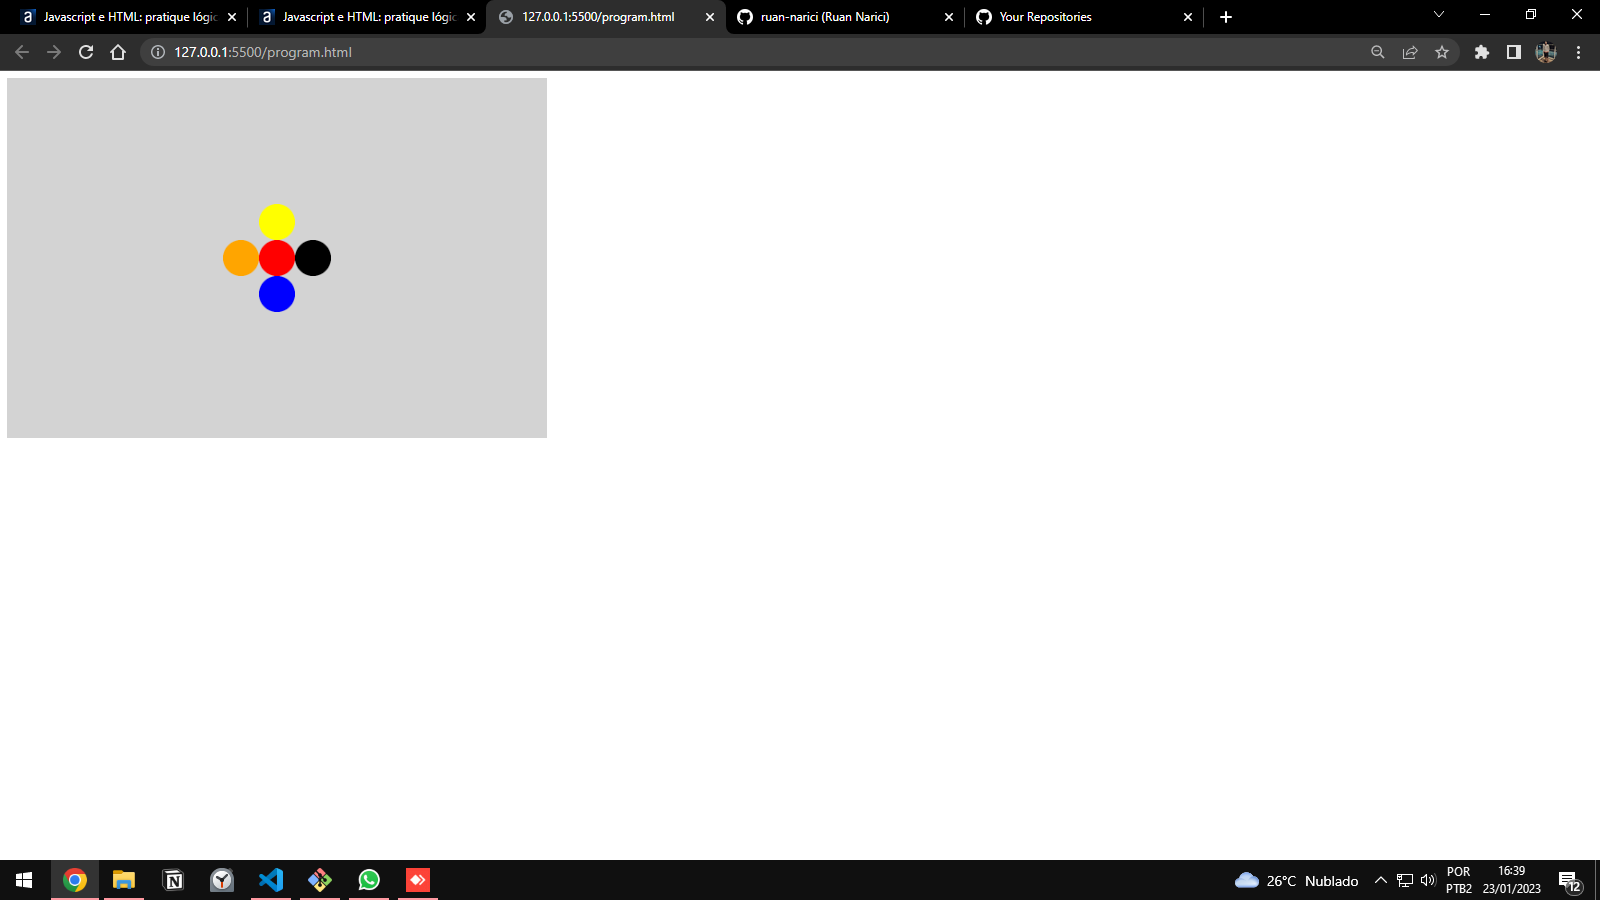 Javascript e HTML: pratique lógic
Javascript e HTML: pratique lógic
127.0.0.1:5500/program.html
ruan-narici (Ruan Narici)
Your Repositories
127.0.0.1:5500/program.html
26°C Nublado
POR
PTB2
16:39
23/01/2023
12